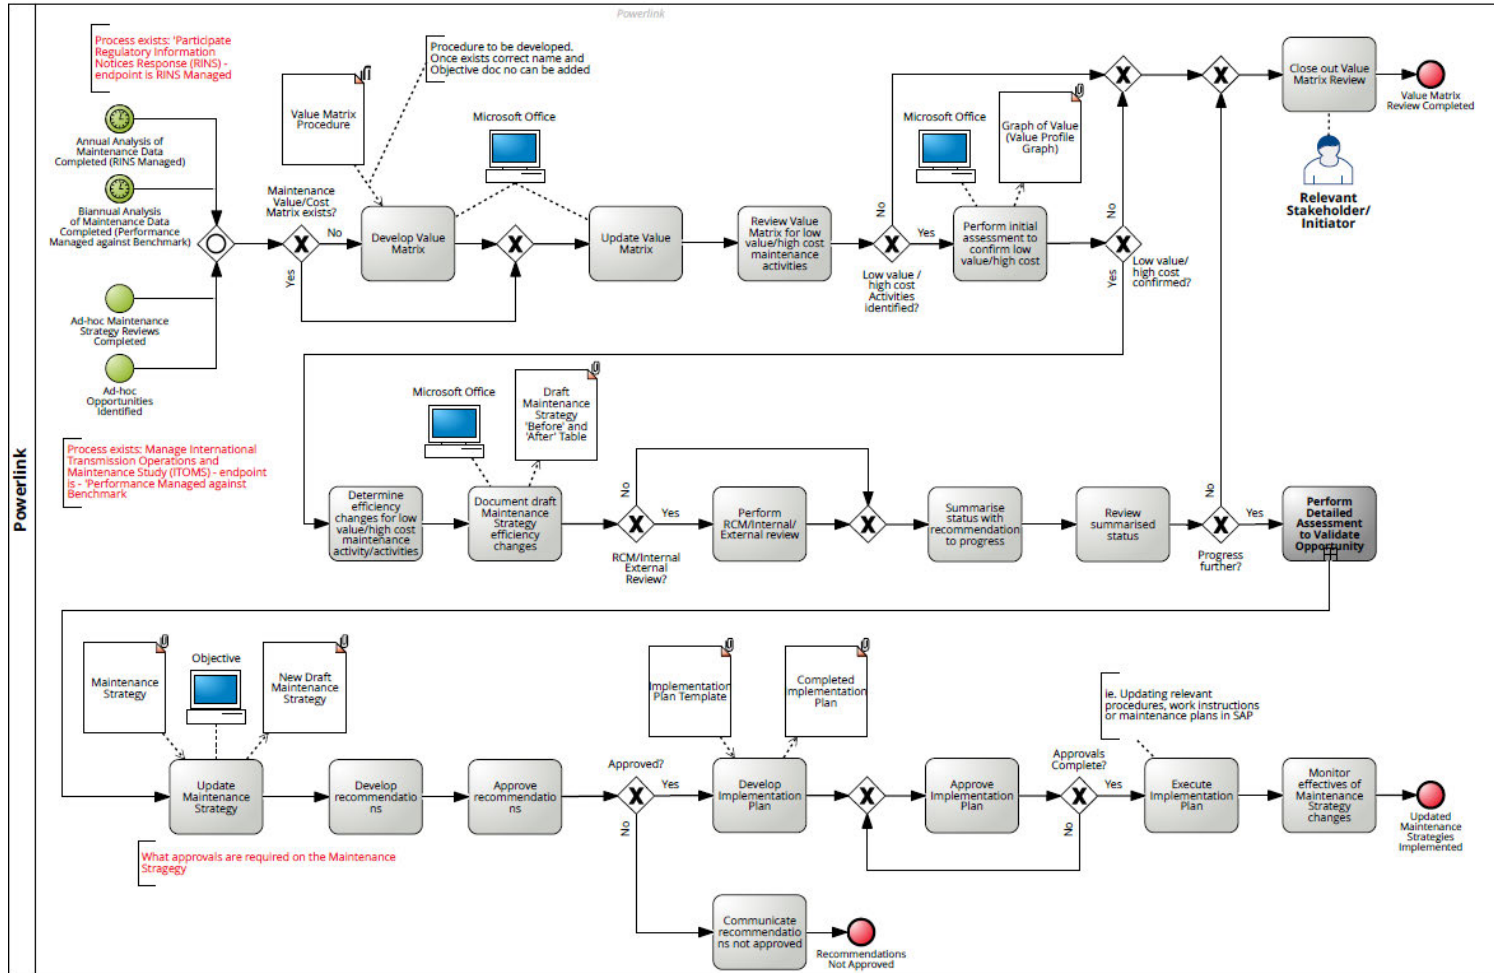 Powerlink
Powerlink
Process exists: 'Participate
Regulatory Information
Notices Response (RINS) -
endpoint is RINS Managed
Annual Analysis of
Maintenance Data
Completed (RINS Managed)
Biannual Analysis
of Maintenance Data
Completed (Performance
Managed against Benchmark)
Ad-hoc Maintenance
Strategy Reviews
Completed
Ad-hoc
Opportunities
Identified
Process exists: Manage International
Transmission Operations and
Maintenance Study (ITOMS) - endpoint
is - 'Performance Managed against
Benchmark
Maintenance
Value/Cost
Matrix exists?
No
Yes
Value Matrix
Procedure
Procedure to be developed.
Once exists correct name and
Objective doc no can be added
Develop Value
Matrix
Microsoft Office
Update Value
Matrix
Review Value
Matrix for low
value/high cost
maintenance
activities
No
Yes
Low value /
high cost
Activities
identified?
Microsoft Office
Graph of Value
(Value Profile
Graph)
Perform initial
assessment to
confirm low
value/high cost
No
Yes
Low value/
high cost
confirmed?
Close out Value
Matrix Review
Value Matrix
Review Completed
Relevant
Stakeholder/
Initiator
Determine
efficiency
changes for low
value/high cost
maintenance
activity/activities
Microsoft Office
Draft
Maintenance
Strategy
'Before' and
'After' Table
Document draft
Maintenance
Strategy
efficiency
changes
No
Yes
RCM/Internal
External
Review?
Perform
RCM/Internal/
External review
Summarise
status with
recommendation
to progress
Review
summarised
status
No
Yes
Progress
further?
Perform
Detailed
Assessment
to Validate
Opportunity
Maintenance
Strategy
Objective
New Draft
Maintenance
Strategy
Update
Maintenance
Strategy
What approvals are required on the Maintenance
Stragegy
Develop
recommendati
ons
Approve
recommendati
ons
Approved?
Yes
No
Implementation
Plan Template
Completed
Implementation
Plan
Develop
Implementation
Plan
Approve
Implementation
Plan
Approvals
Complete?
Yes
No
ie. Updating relevant
procedures, work instructions
or maintenance plans in SAP
Execute
Implementation
Plan
Monitor
effectives of
Maintenance
Strategy
changes
Updated
Maintenance
Strategies
Implemented
Communicate
recommendatio
ns not approved
Recommendations
Not Approved